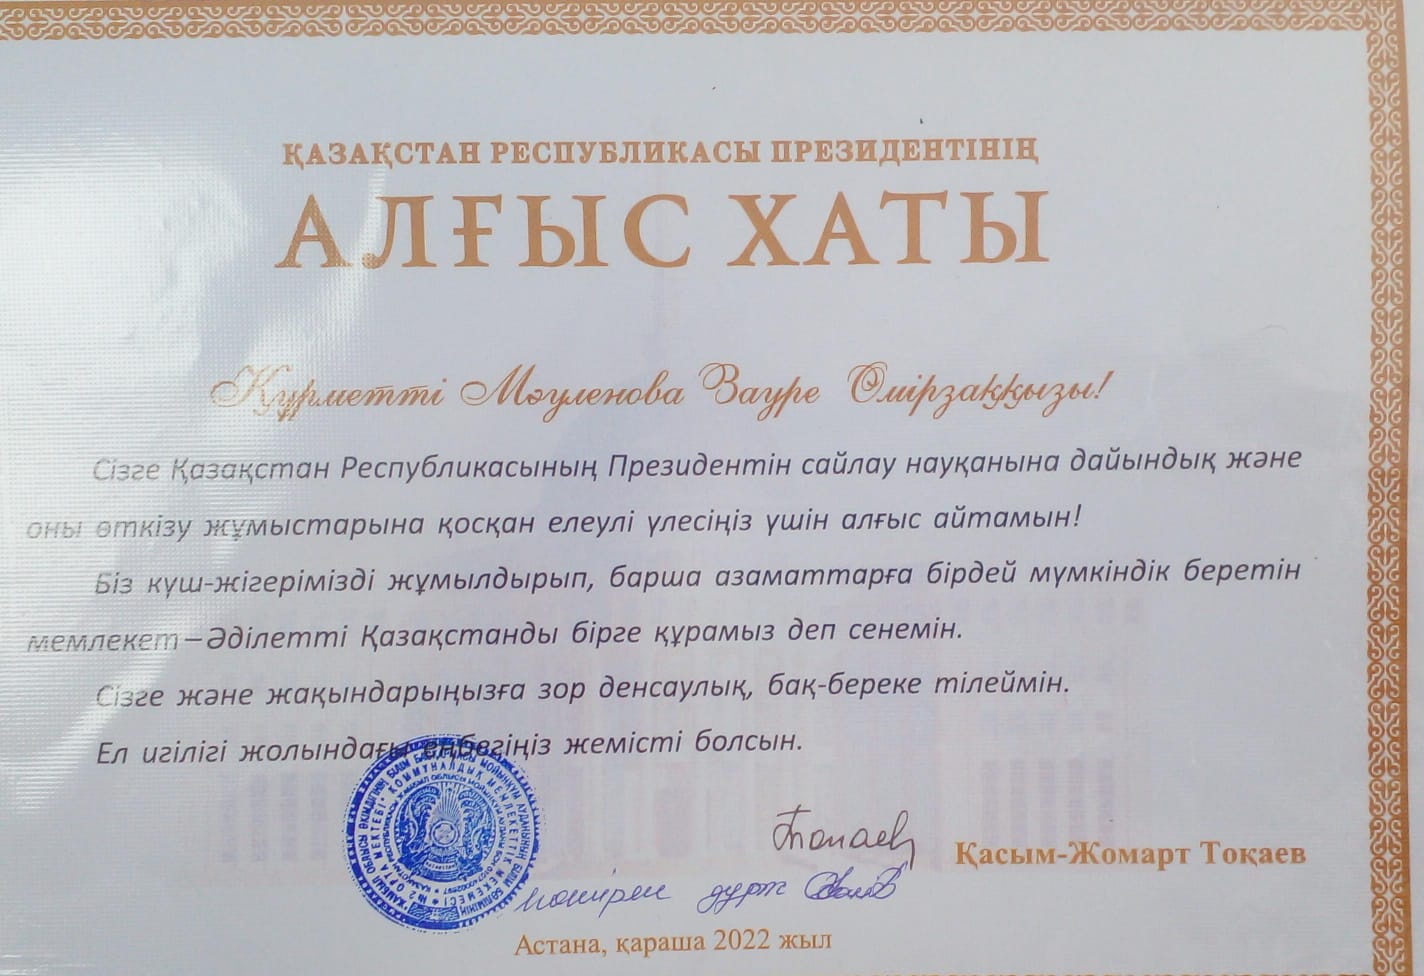 ҚАЗАҚСТАН РЕСПУБЛИКАСЫ ПРЕЗИДЕНТІНІҢ
АЛҒЫС ХАТЫ
Құрметті Мәуленова Зауре Өмірзаққызы!
Сізге Қазақстан Республикасының Президентін сайлау науқанына дайындық және
оны өткізу жұмыстарына қосқан елеулі үлесіңіз үшін алғыс айтамын!
Біз күш-жігерімізді жұмылдырып, барша азаматтарға бірдей мүмкіндік беретін
мемлекет – Әділетті Қазақстанды бірге құрамыз деп сенемін.
Сізге және жақындарыңызға зор денсаулық, бақ-береке тілеймін.
Ел игілігі жолындағы еңбегіңіз жемісті болсын.
Тоқаев
Қасым-Жомарт Тоқаев
көшірме дұрж
Астана, қараша 2022 жыл